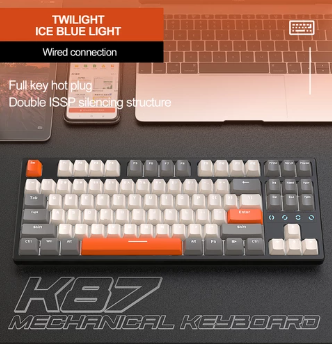 TWILIGHT
ICE BLUE LIGHT
Wired connection
Full key hot plug
Double ISSP silencing structure
K87
MECHANICAL KEYBOARD